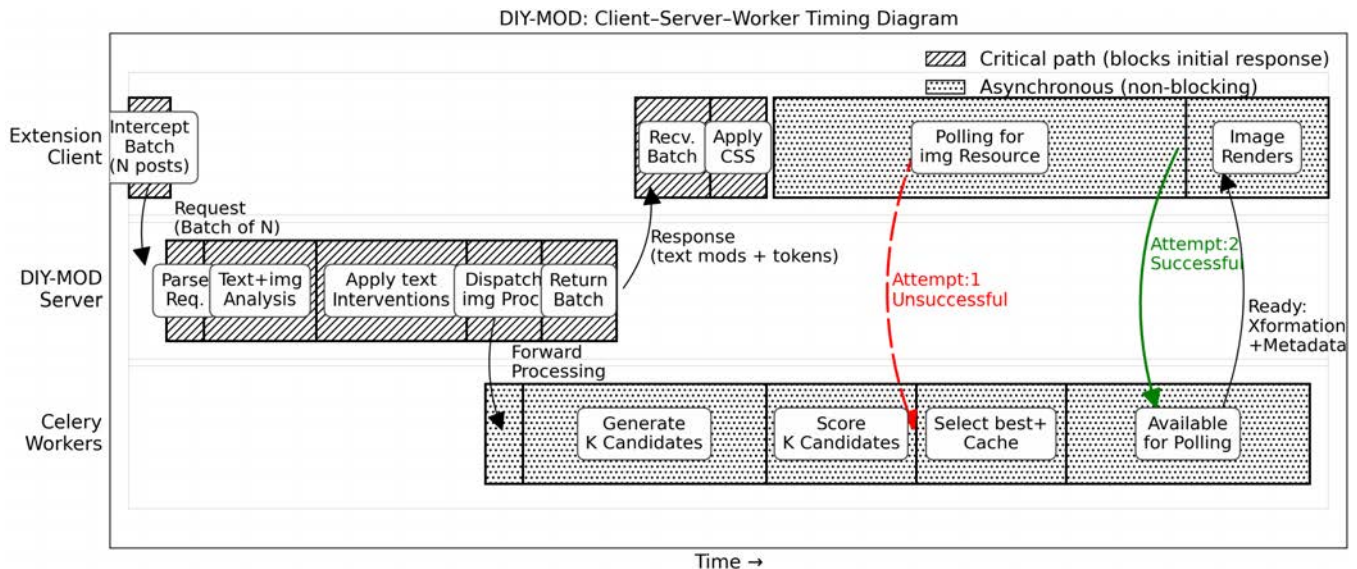 DIY-MOD: Client–Server–Worker Timing Diagram
Critical path (blocks initial response)
Asynchronous (non-blocking)
Extension
Client
Intercept
Batch
(N posts)
Recv.
Batch
Apply
CSS
Polling for
img Resource
Image
Renders
Request
(Batch of N)
Response
(text mods + tokens)
Attempt:1
Unsuccessful
Attempt:2
Successful
Ready:
Xformation
+Metadata
DIY-MOD
Server
Parse
Req.
Text+img
Analysis
Apply text
Interventions
Dispatch
img Proc
Return
Batch
Forward
Processing
Celery
Workers
Generate
K Candidates
Score
K Candidates
Select best+
Cache
Available
for Polling
Time →